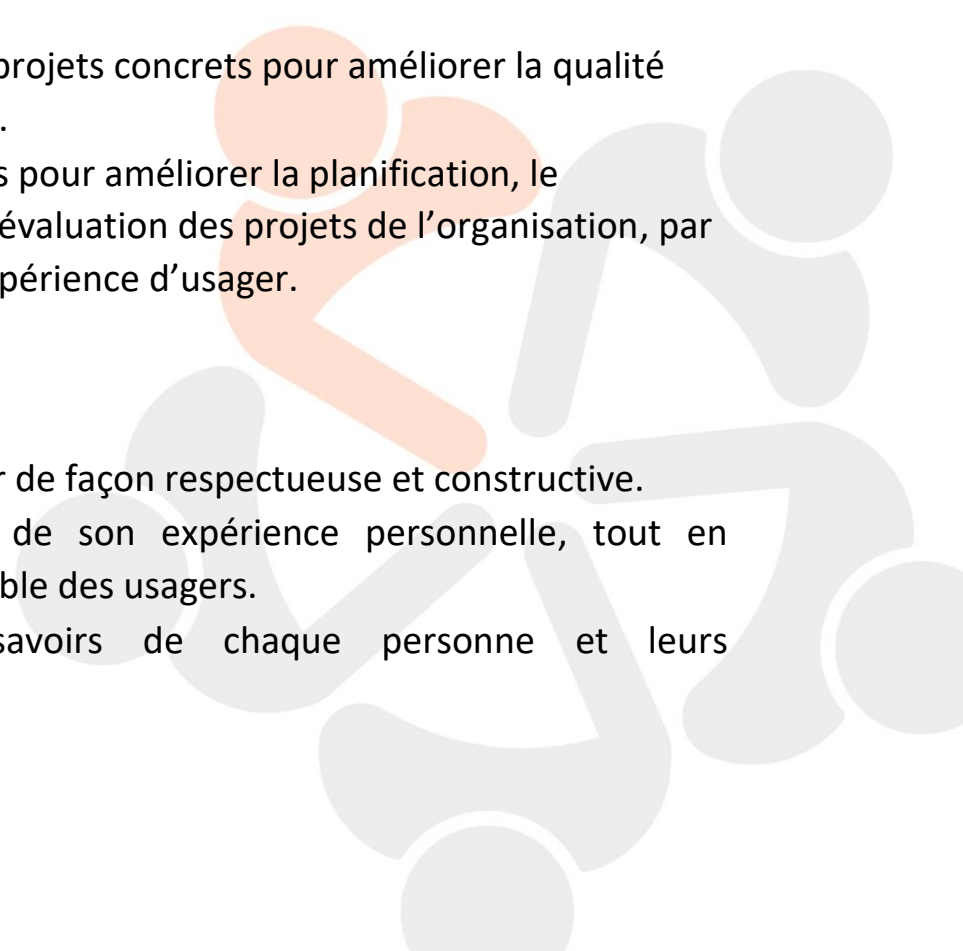 projets concrets pour améliorer la qualité
.
s pour améliorer la planification, le
évaluation des projets de l’organisation, par
périence d’usager.
r de façon respectueuse et constructive.
de son expérience personnelle, tout en
ble des usagers.
savoirs de chaque personne et leurs